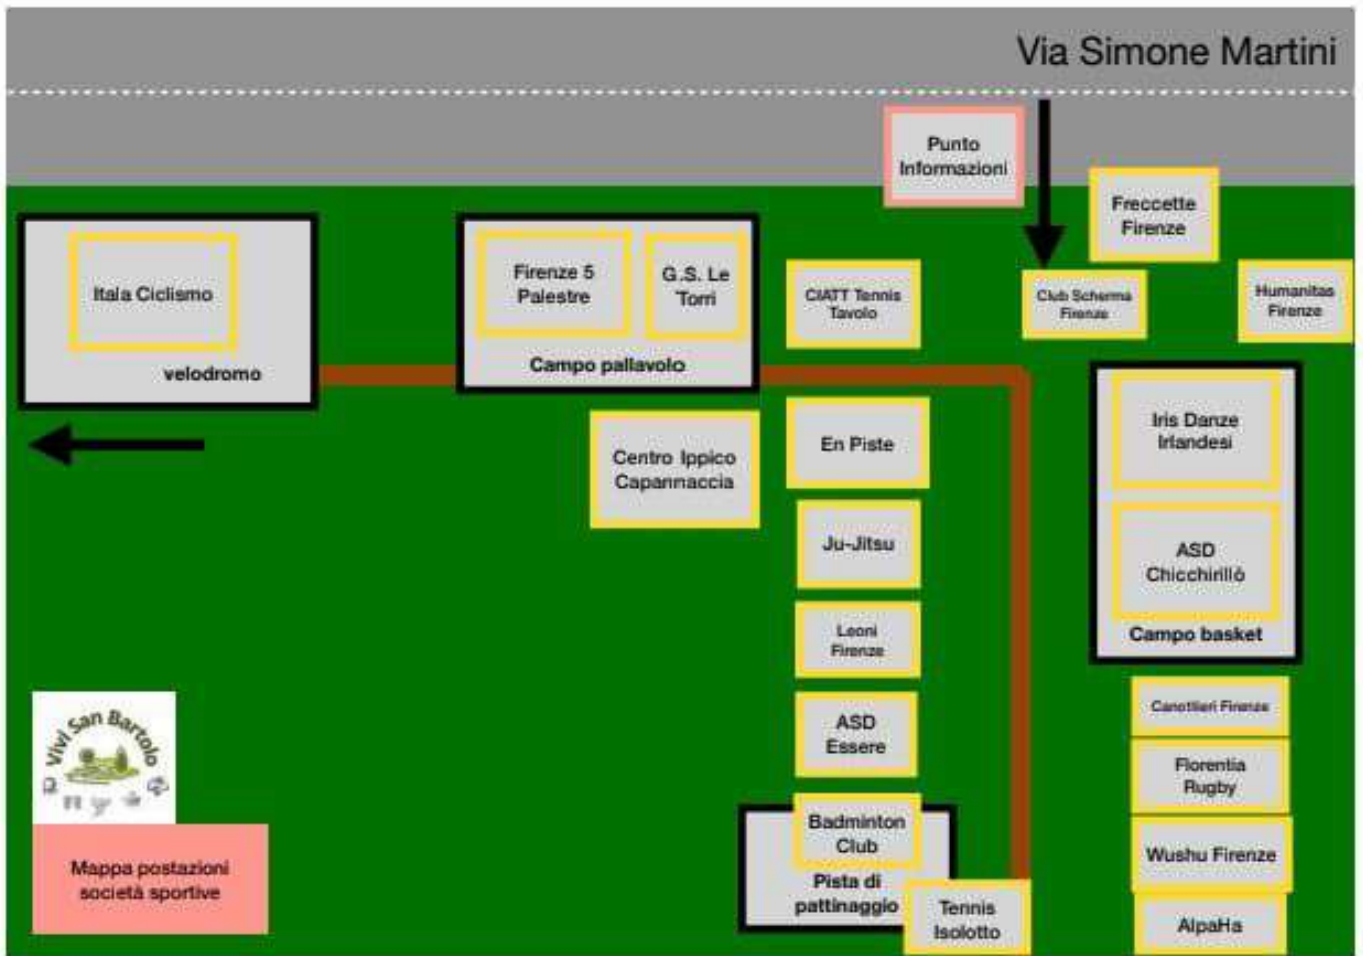 Via Simone Martini
Punto
Informazioni
Freccette
Firenze
Itala Ciclismo
velodromo
Firenze 5
Palestre
G.S. Le
Torri
Campo pallavolo
CIATT Tennis
Tavolo
Club Scherma
Firenze
Humanitas
Firenze
Centro Ippico
Capannaccia
En Piste
Ju-Jitsu
Leoni
Firenze
ASD
Essere
Badminton
Club
Pista di
pattinaggio
Tennis
Isolotto
Iris Danze
Irlandesi
ASD
Chicchirillò
Campo basket
Canottieri Firenze
Florentia
Rugby
Wushu Firenze
AlpaHa
Vivi San Bartolo
Mappa postazioni
società sportive